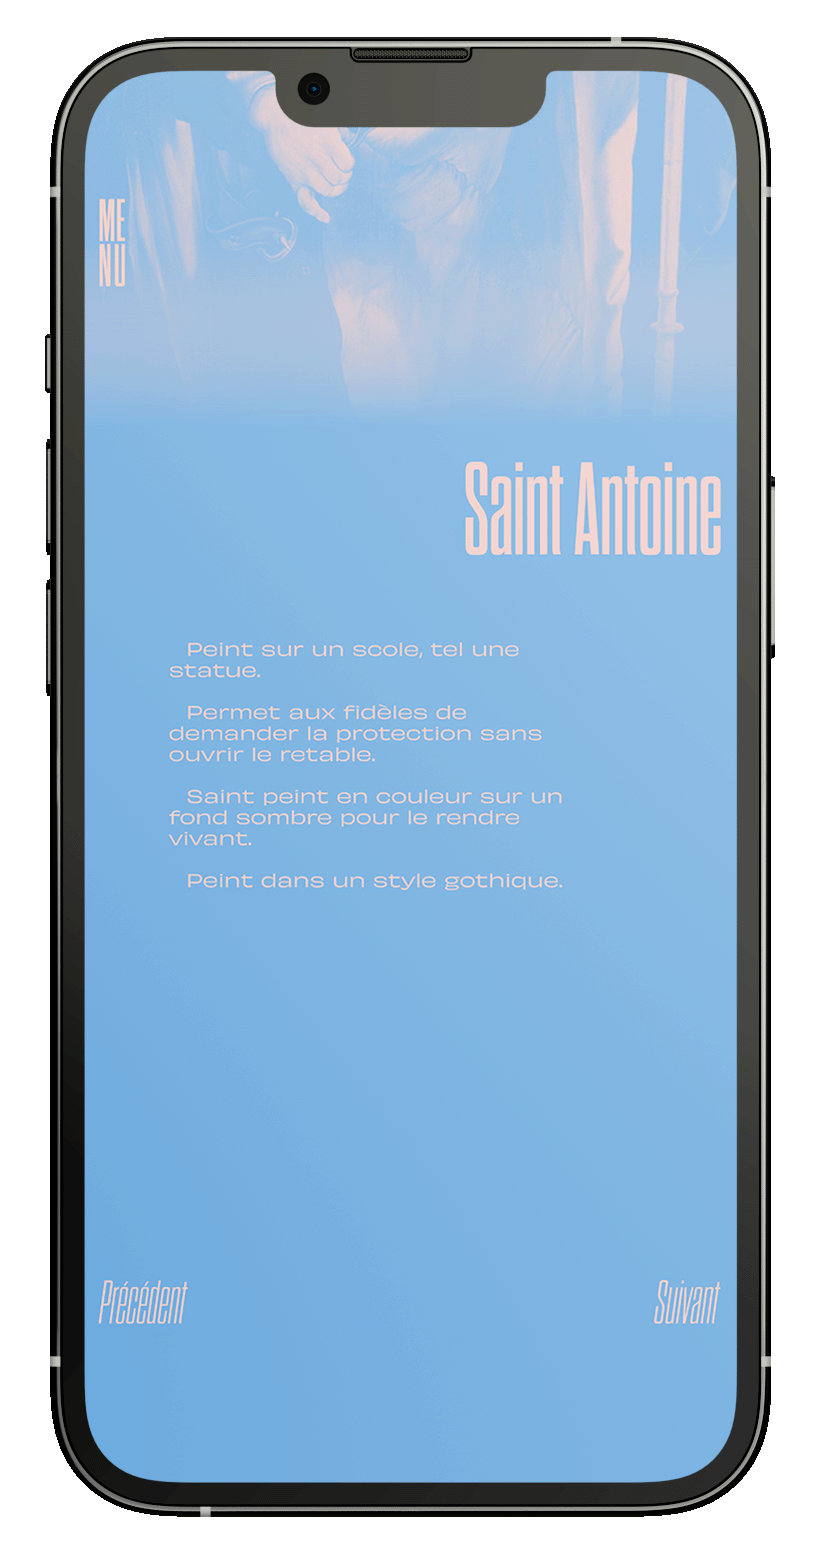 ME
NU
Saint Antoine
Peint sur un scole, tel une
statue.
Permet aux fidèles de
demander la protection sans
ouvrir le retable.
Saint peint en couleur sur un
fond sombre pour le rendre
vivant.
Peint dans un style gothique.
Précédent
Suivant